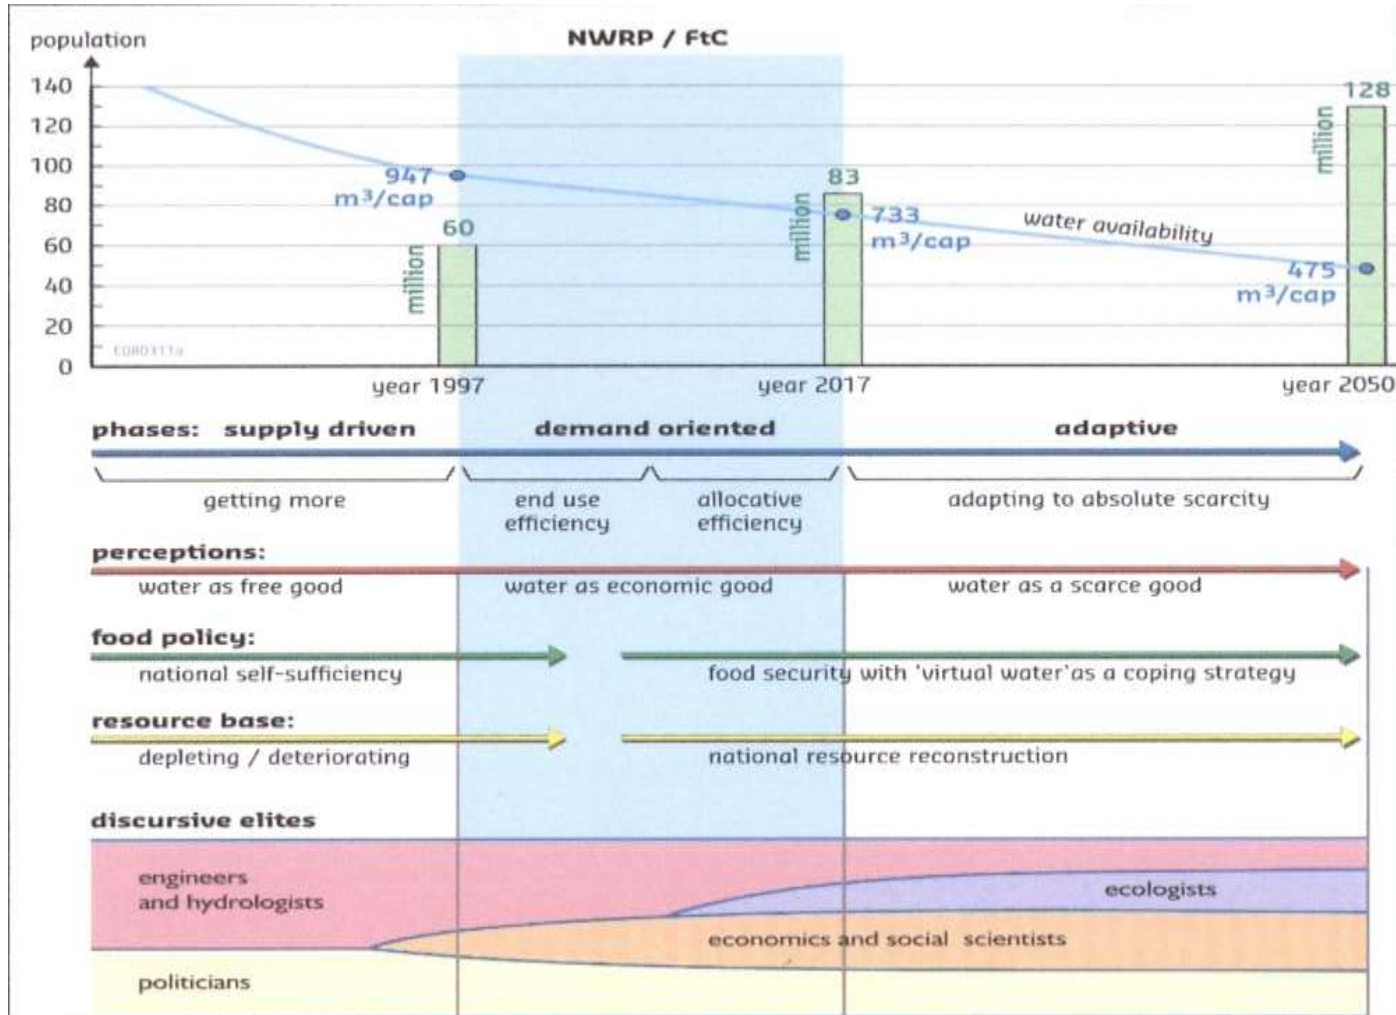 population
NWRP / FtC
140
120
100
80
60
40
20
0
947
m³/cap
60
million
83
million
733
m³/cap
water availability
475
m³/cap
128
million
E080311a
year 1997
year 2017
year 2050
phases: supply driven
demand oriented
adaptive
getting more
end use
efficiency
allocative
efficiency
adapting to absolute scarcity
perceptions:
water as free good
water as economic good
water as a scarce good
food policy:
national self-sufficiency
food security with 'virtual water'as a coping strategy
resource base:
depleting / deteriorating
national resource reconstruction
discursive elites
engineers
and hydrologists
ecologists
economics and social scientists
politicians